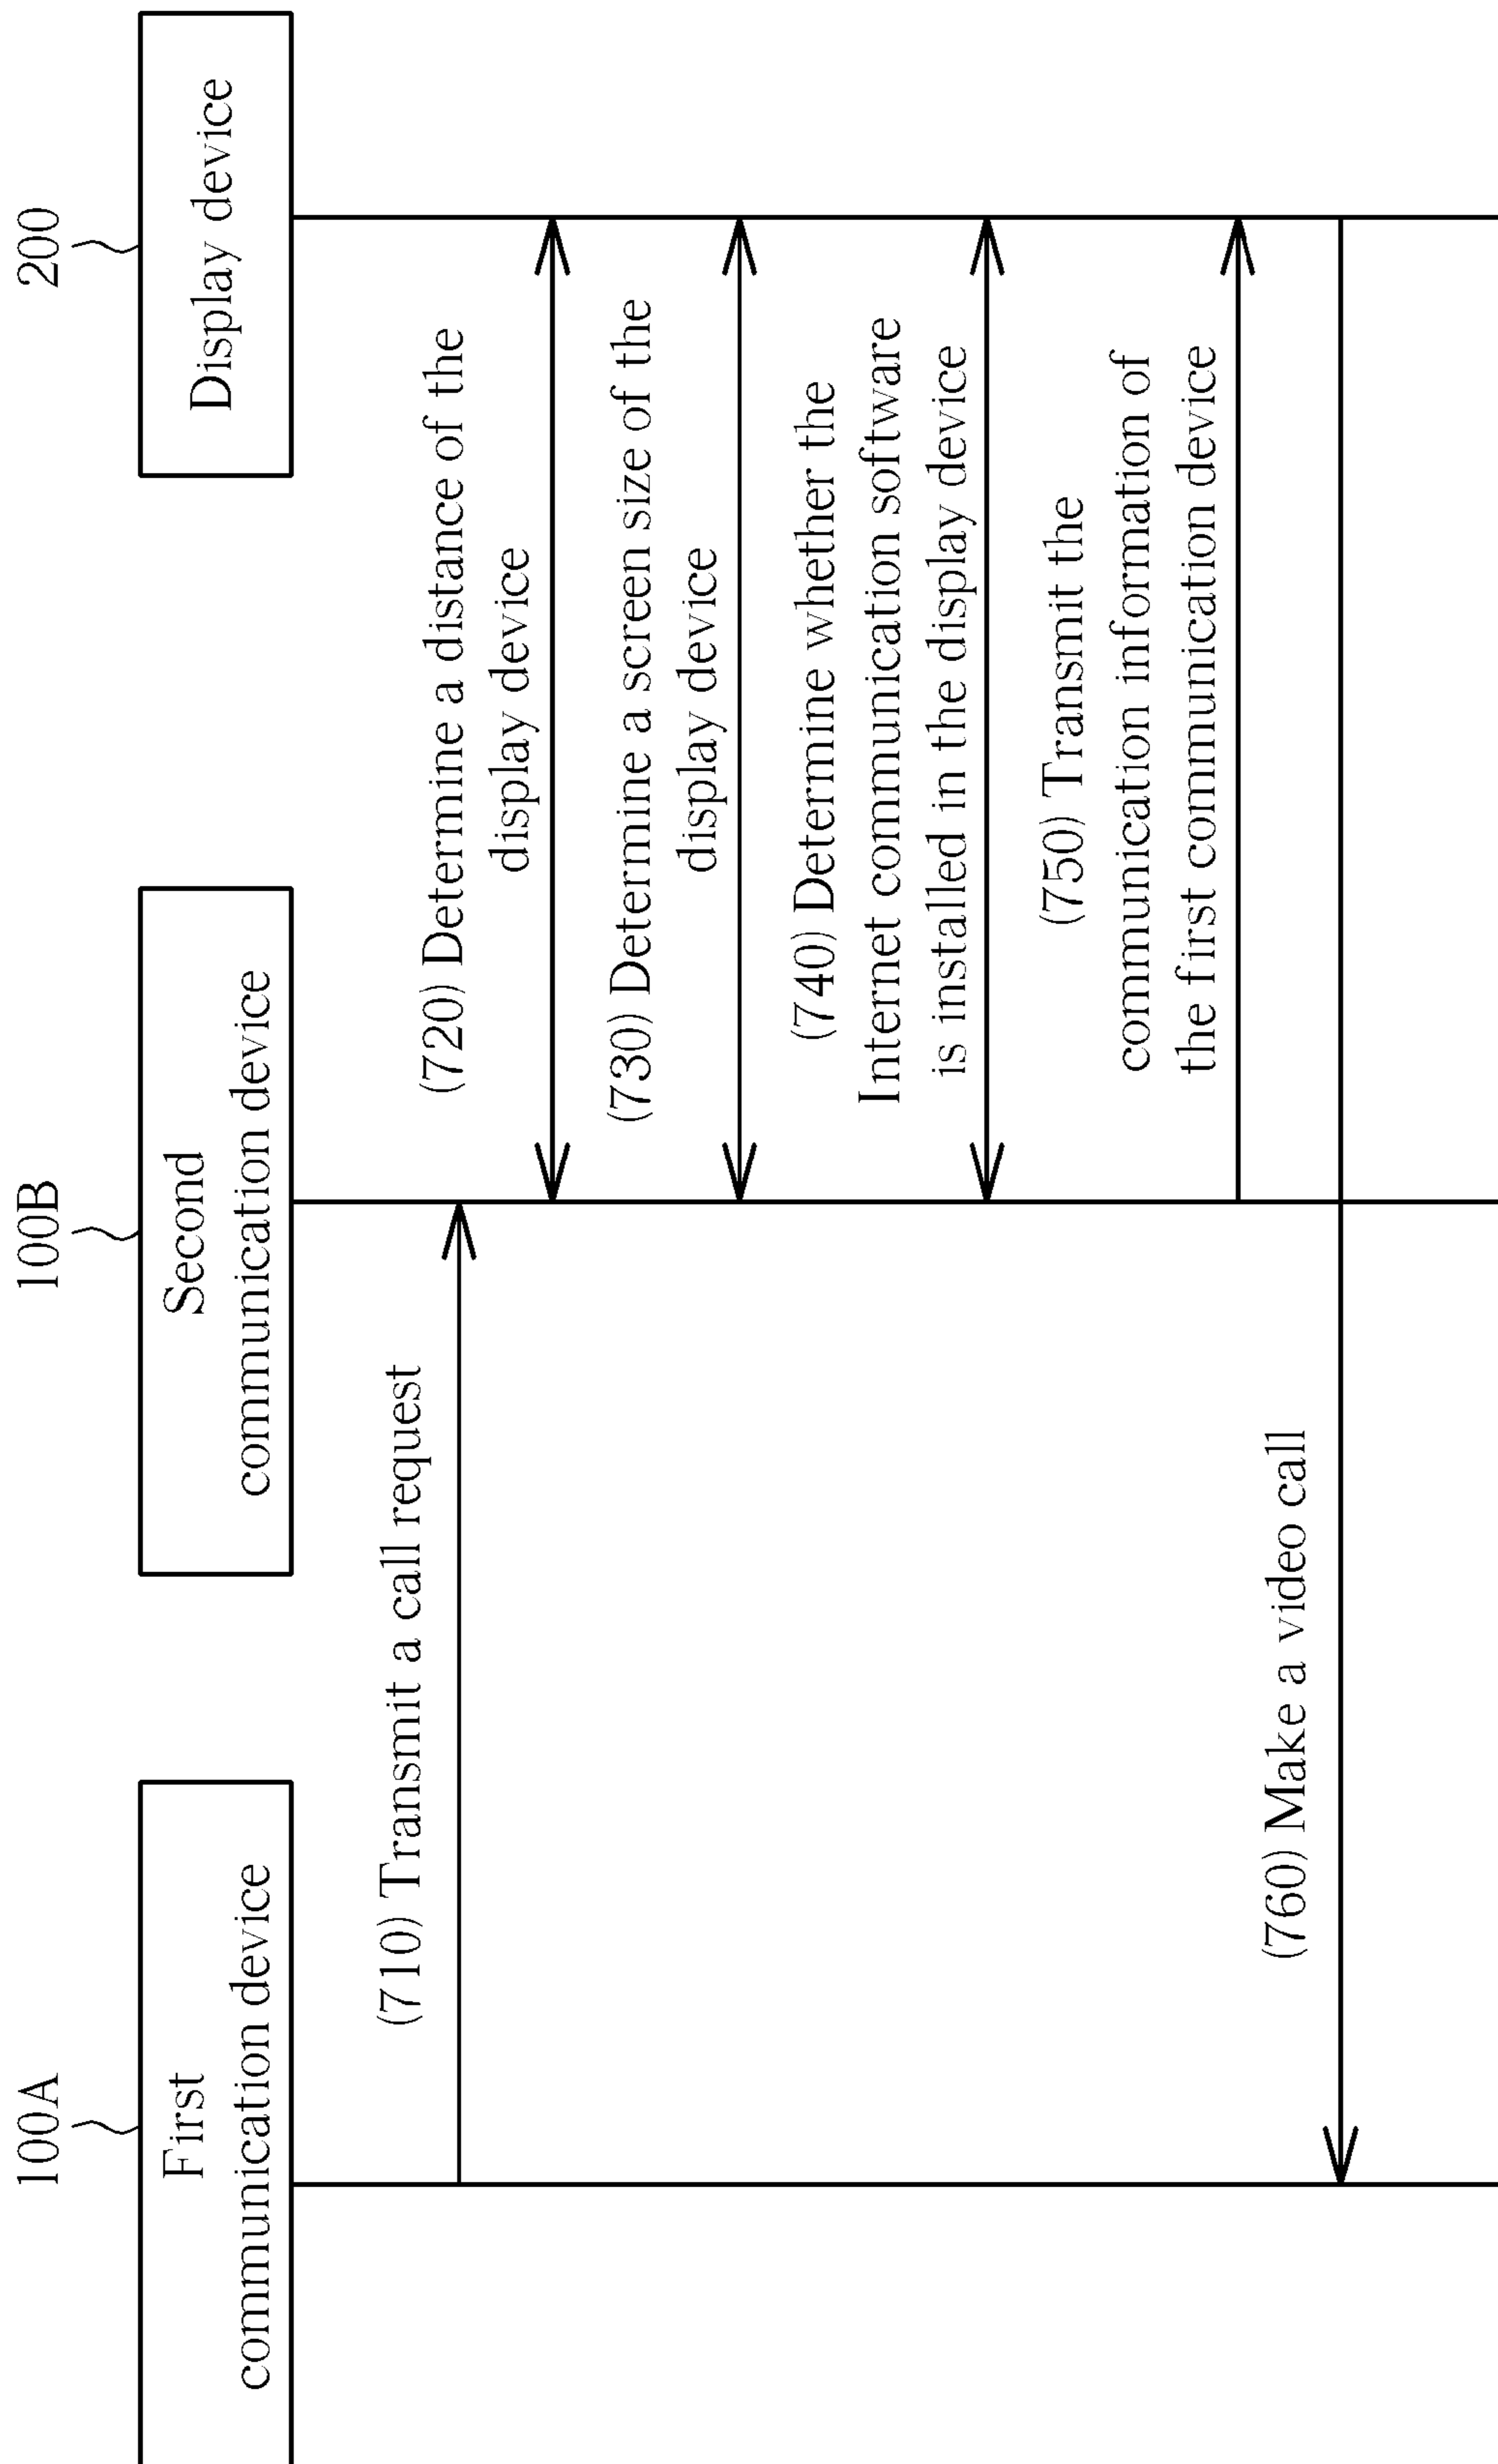 100A
First
communication device
100B
Second
communication device
200
Display device
(710) Transmit a call request
(720) Determine a distance of the
display device
(730) Determine a screen size of the
display device
(740) Determine whether the
Internet communication software
is installed in the display device
(750) Transmit the
communication information of
the first communication device
(760) Make a video call